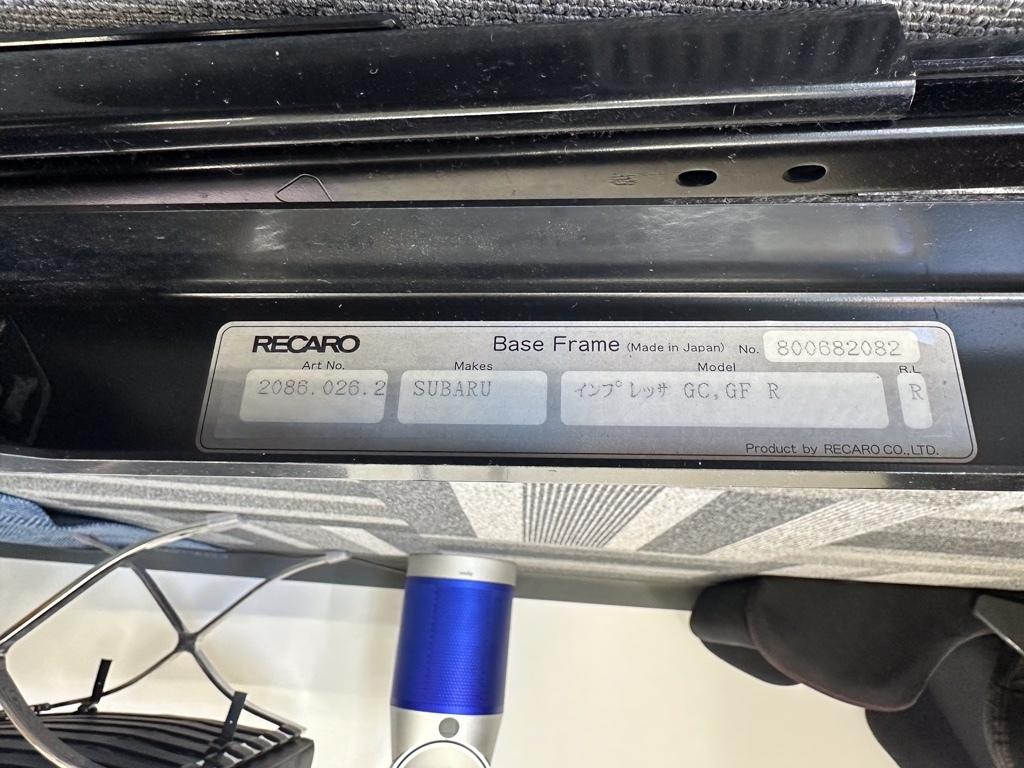 RECARO Base Frame (Made in Japan) No. 800682082
Art No. Makes Model R.L
2086.026.2 SUBARU インプレッサ GC,GF R R
Product by RECARO CO.,LTD.